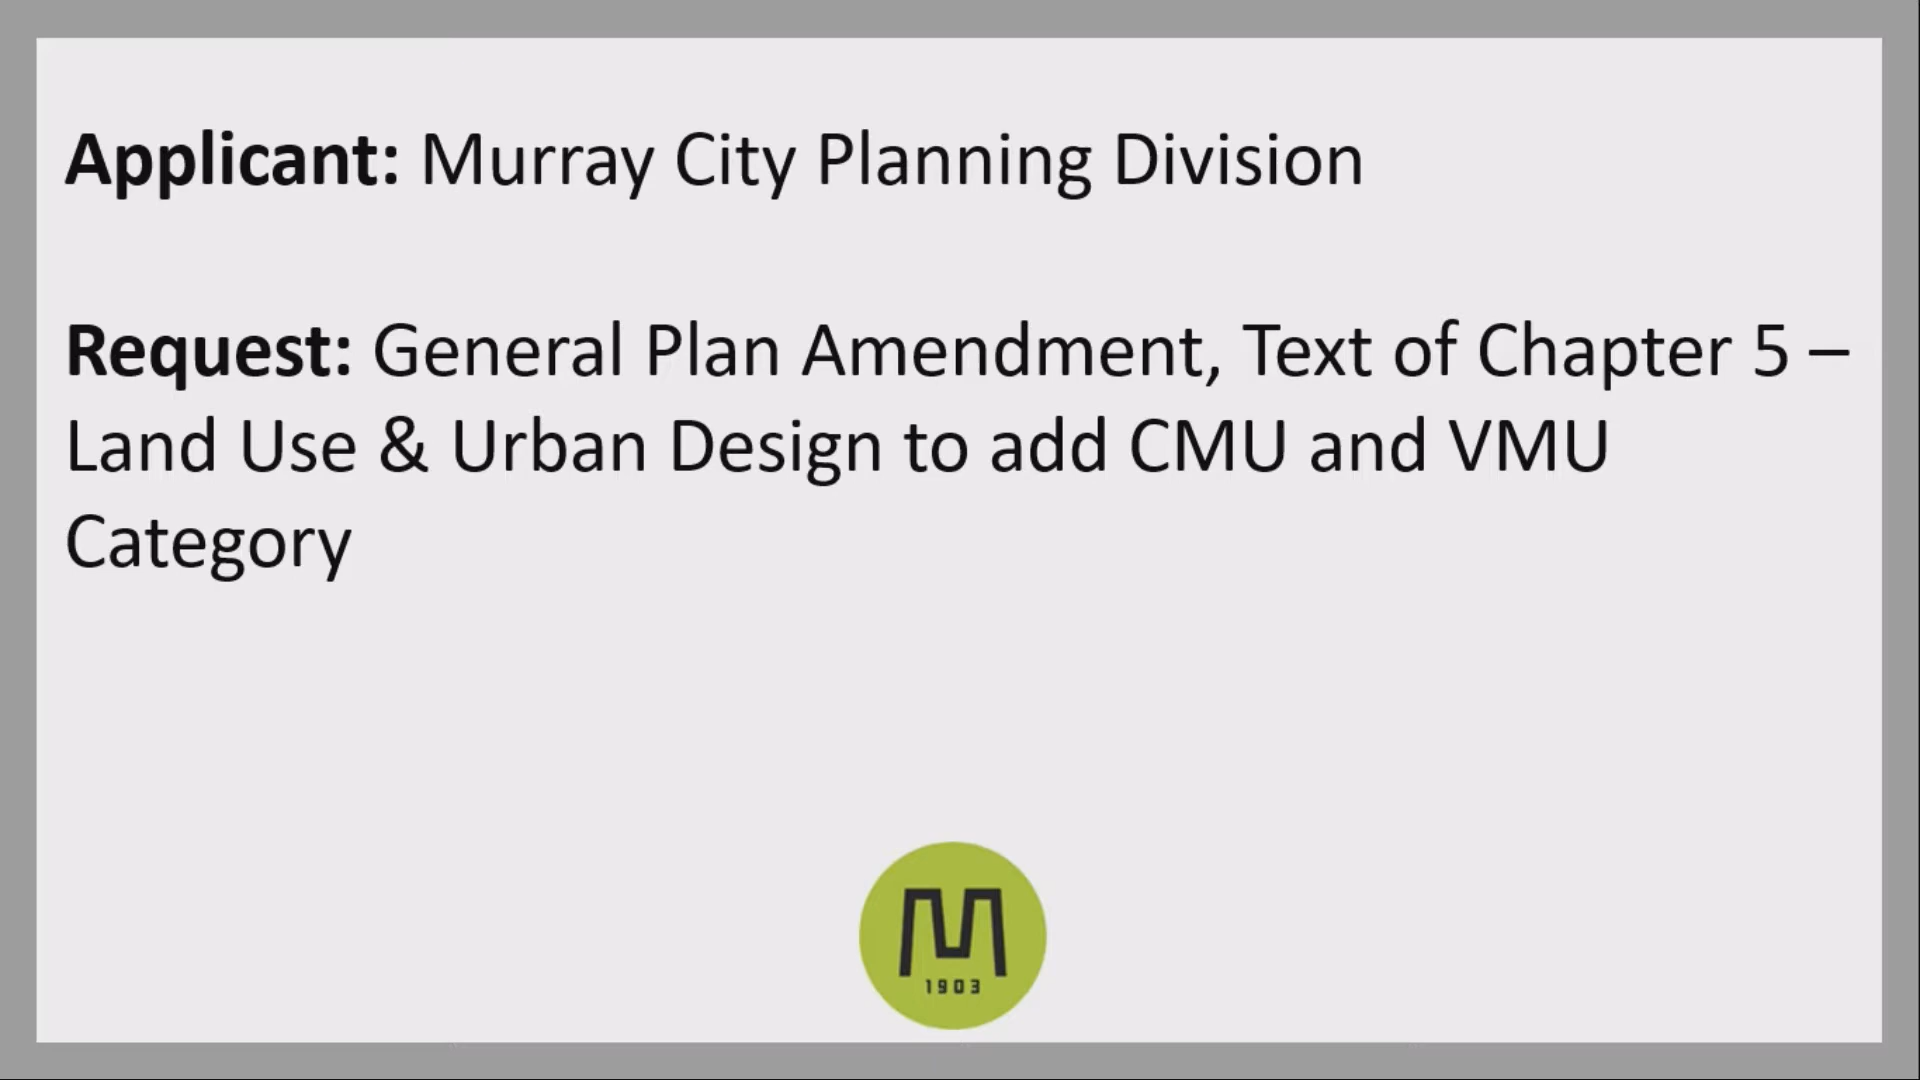 Applicant: Murray City Planning Division
Request: General Plan Amendment, Text of Chapter 5 –
Land Use & Urban Design to add CMU and VMU
Category
M
1903